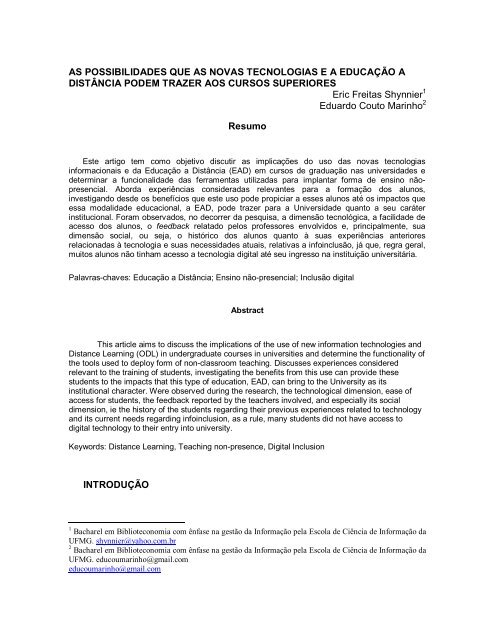 AS POSSIBILIDADES QUE AS NOVAS TECNOLOGIAS E A EDUCAÇÃO A
DISTÂNCIA PODEM TRAZER AOS CURSOS SUPERIORES
Eric Freitas Shynnier¹
Eduardo Couto Marinho²
Resumo
Este artigo tem como objetivo discutir as implicações do uso das novas tecnologias
informacionais e da Educação a Distância (EAD) em cursos de graduação nas universidades e
determinar a funcionalidade das ferramentas utilizadas para implantar forma de ensino não-
presencial. Aborda experiências consideradas relevantes para a formação dos alunos,
investigando desde os benefícios que este uso pode propiciar a esses alunos até os impactos que
essa modalidade educacional, a EAD, pode trazer para a Universidade quanto a seu caráter
institucional. Foram observados, no decorrer da pesquisa, a dimensão tecnológica, a facilidade de
acesso dos alunos, o feedback relatado pelos professores envolvidos e, principalmente, sua
dimensão social, ou seja, o histórico dos alunos quanto à suas experiências anteriores
relacionadas à tecnologia e suas necessidades atuais, relativas a infoinclusão, já que, regra geral,
muitos alunos não tinham acesso a tecnologia digital até seu ingresso na instituição universitária.
Palavras-chaves: Educação a Distância; Ensino não-presencial; Inclusão digital
Abstract
This article aims to discuss the implications of the use of new information technologies and
Distance Learning (ODL) in undergraduate courses in universities and determine the functionality of
the tools used to deploy form of non-classroom teaching. Discusses experiences considered
relevant to the training of students, investigating the benefits from this use can provide these
students to the impacts that this type of education, EAD, can bring to the University as its
institutional character. Were observed during the research, the technological dimension, ease of
access for students, the feedback reported by the teachers involved, and especially its social
dimension, ie the history of the students regarding their previous experiences related to technology
and its current needs regarding infoinclusion, as a rule, many students did not have access to
digital technology to their entry into university.
Keywords: Distance Learning, Teaching non-presence, Digital Inclusion
INTRODUÇÃO
¹ Bacharel em Biblioteconomia com ênfase na gestão da Informação pela Escola de Ciência de Informação da
UFMG. shynnier@yahoo.com.br
² Bacharel em Biblioteconomia com ênfase na gestão da Informação pela Escola de Ciência de Informação da
UFMG. educoumarinho@gmail.com
educoumarinho@gmail.com